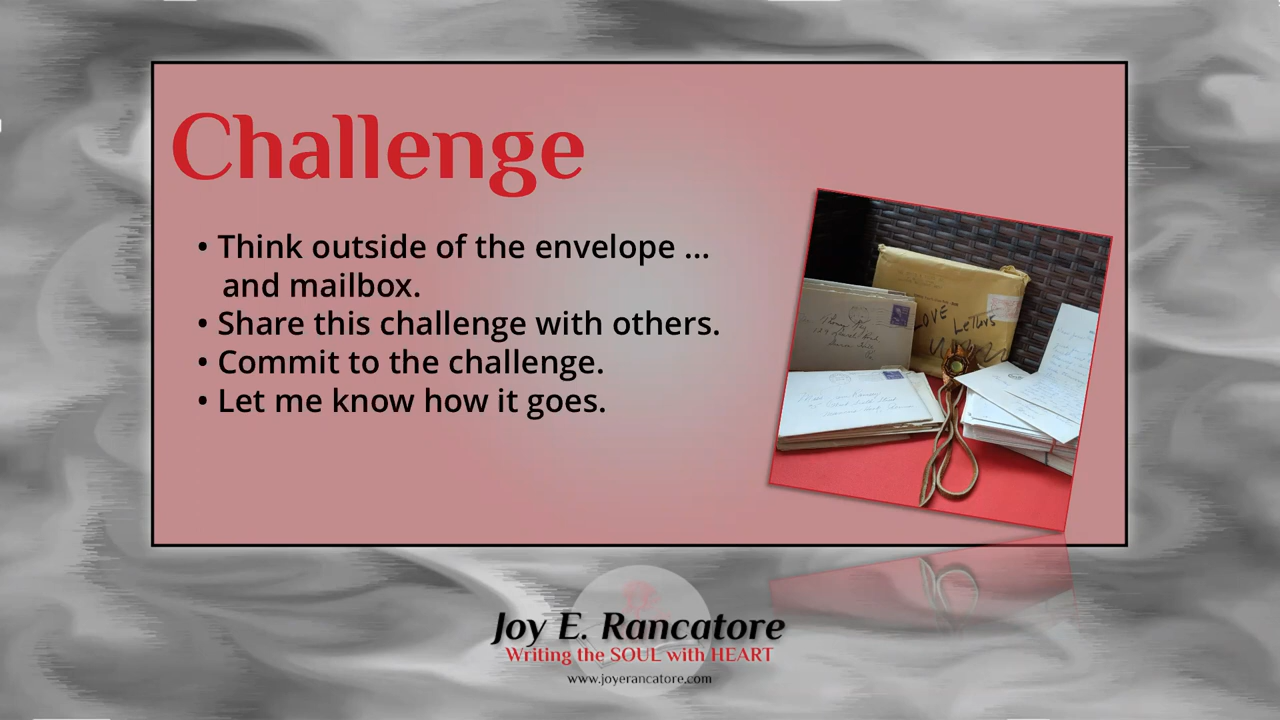 Challenge
• Think outside of the envelope ...
and mailbox.
• Share this challenge with others.
• Commit to the challenge.
• Let me know how it goes.
LOVE
LETTERS
Joy E. Rancatore
Writing the SOUL with HEART
www.joyerancatore.com